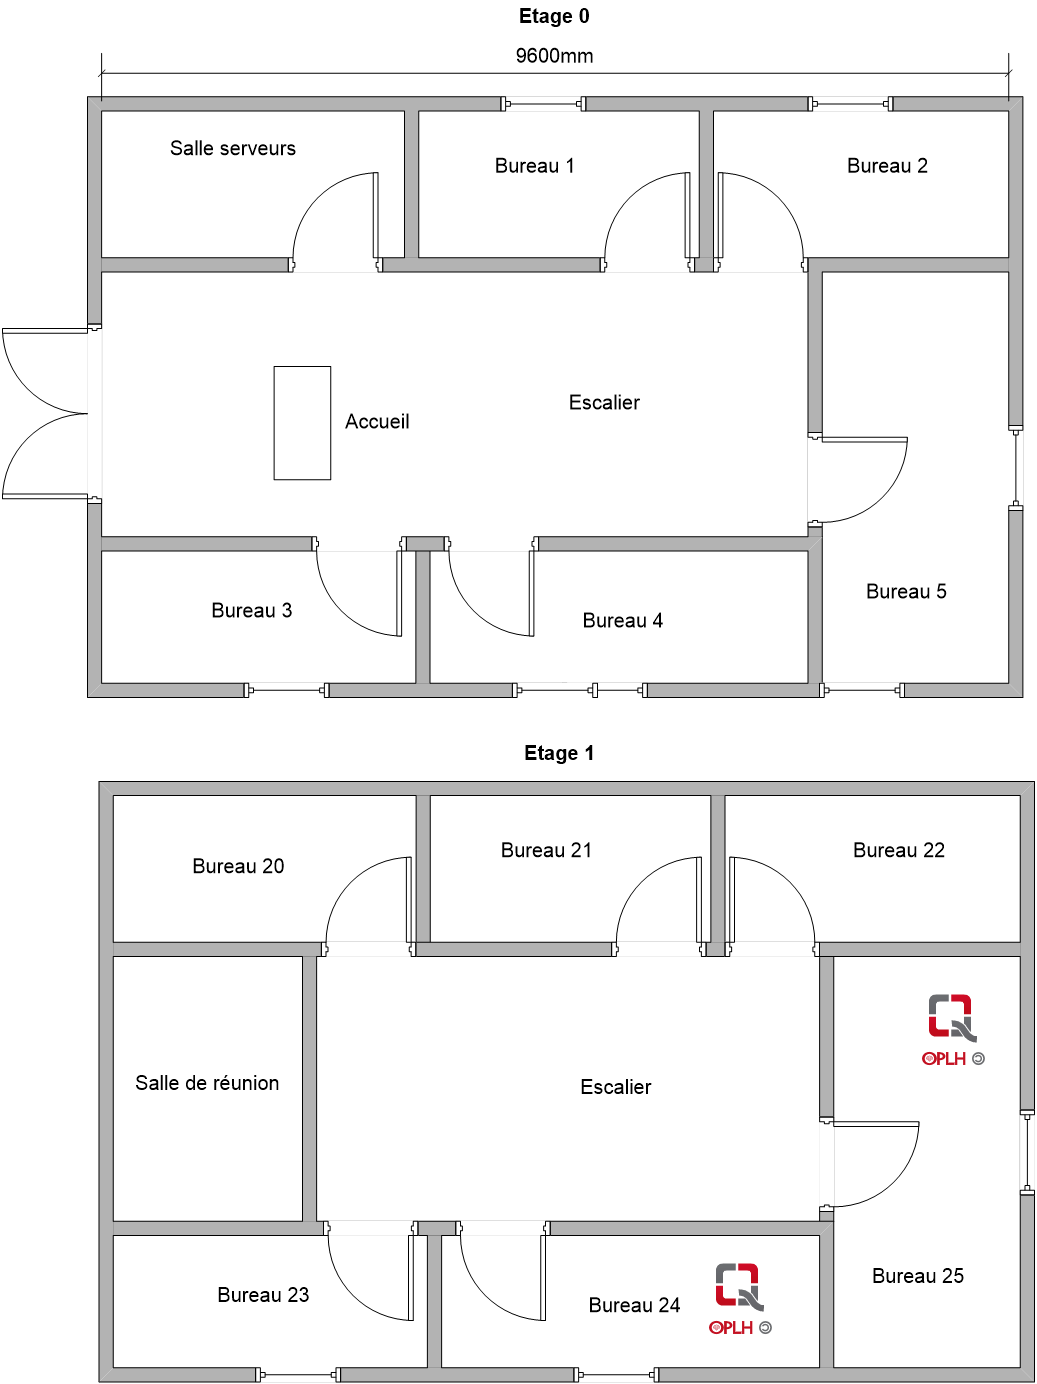 Etage 0
9600mm
Salle serveurs
Bureau 1
Bureau 2
Escalier
Accueil
Bureau 5
Bureau 3
Bureau 4
Etage 1
Bureau 20
Bureau 21
Bureau 22
OPLH ©
Salle de réunion
Escalier
Bureau 25
Bureau 23
Bureau 24
OPLH ©